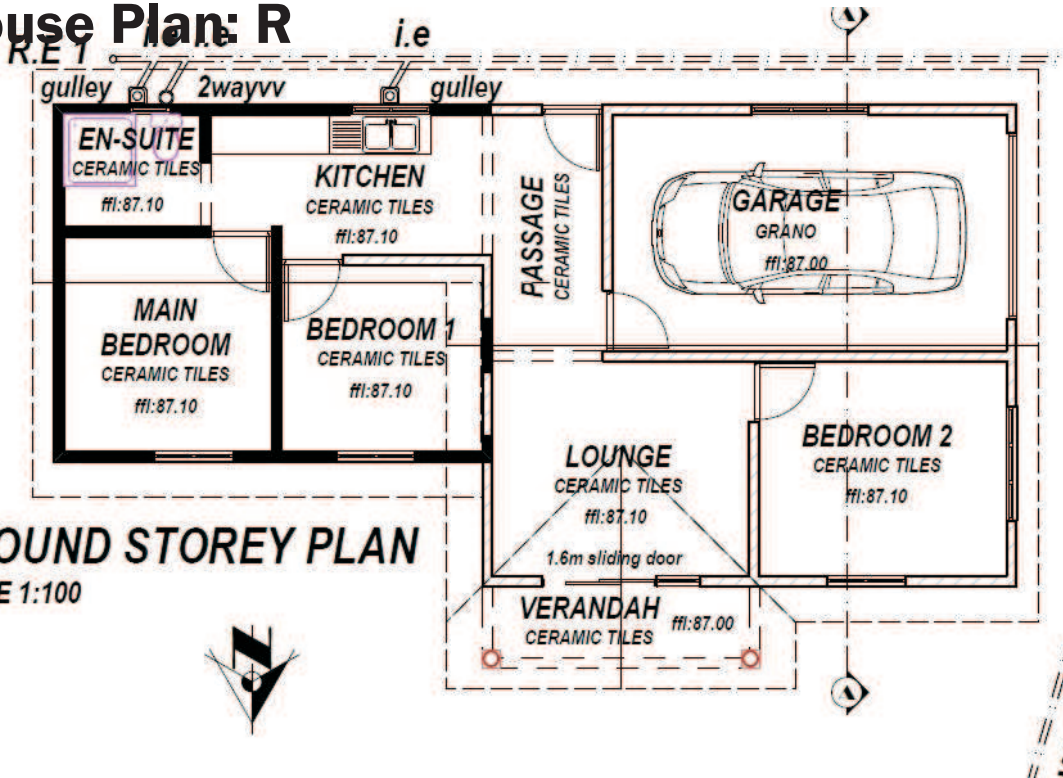 ouse Plan: R
R.E 1
i.e i.e
i.e
gulley
2wayvv
gulley
A
EN-SUITE
CERAMIC TILES
ffl:87.10
KITCHEN
CERAMIC TILES
ffl:87.10
PASSAGE
CERAMIC TILES
GARAGE
GRANO
ffl:87.00
MAIN
BEDROOM
CERAMIC TILES
ffl:87.10
BEDROOM 1
CERAMIC TILES
ffl:87.10
LOUNGE
CERAMIC TILES
ffl:87.10
1.6m sliding door
BEDROOM 2
CERAMIC TILES
ffl:87.10
OUND STOREY PLAN
E 1:100
VERANDAH
CERAMIC TILES
ffl:87.00
N
A